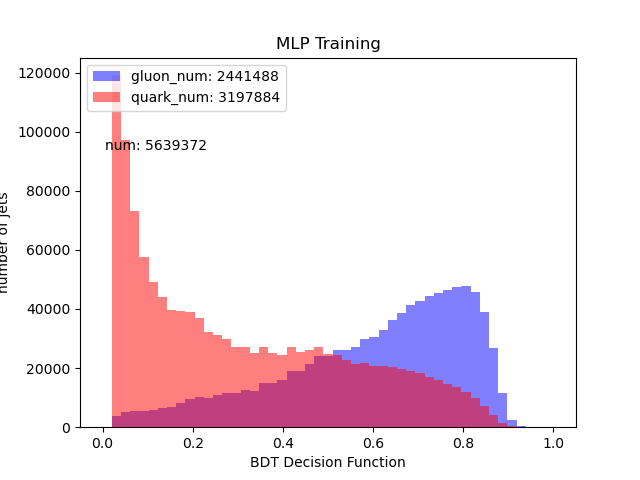 MLP Training
gluon_num: 2441488
quark_num: 3197884
num: 5639372
number of jets
120000
100000
80000
60000
40000
20000
0
0.0 0.2 0.4 0.6 0.8 1.0
BDT Decision Function